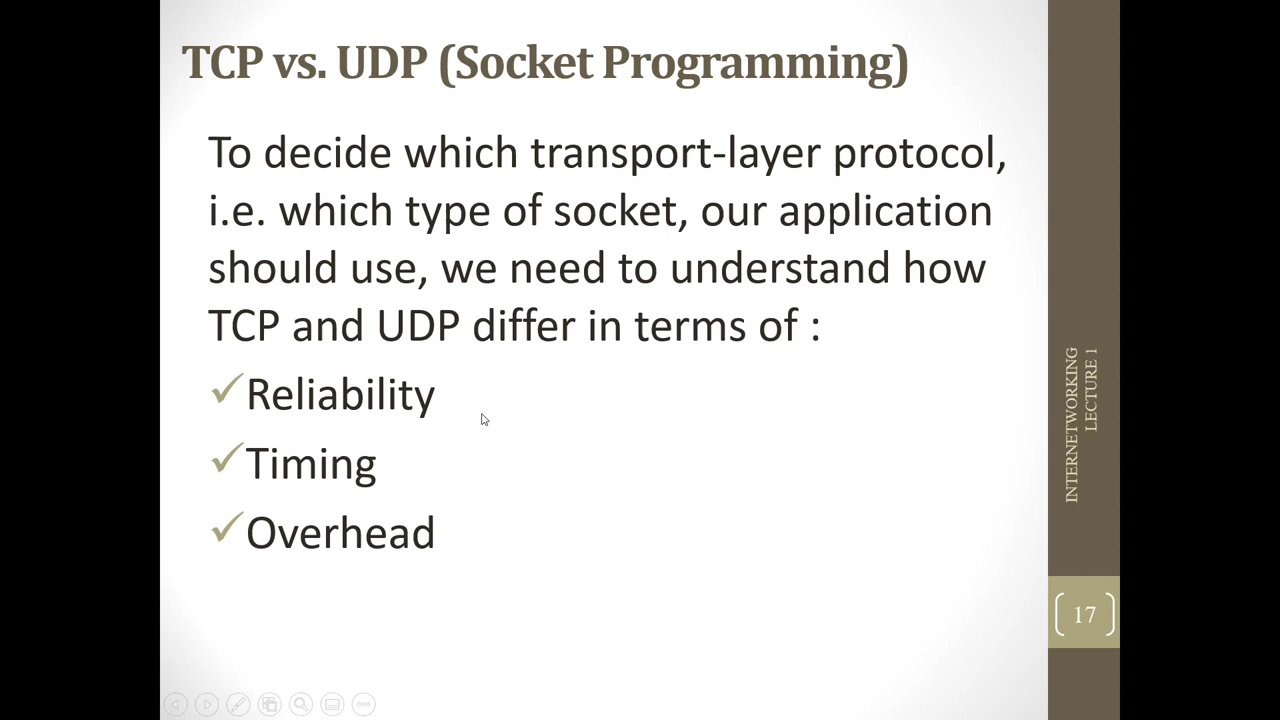 TCP vs. UDP (Socket Programming)
To decide which transport-layer protocol,
i.e. which type of socket, our application
should use, we need to understand how
TCP and UDP differ in terms of :
Reliability
Timing
Overhead
INTERNETWORKING
LECTURE 1
17